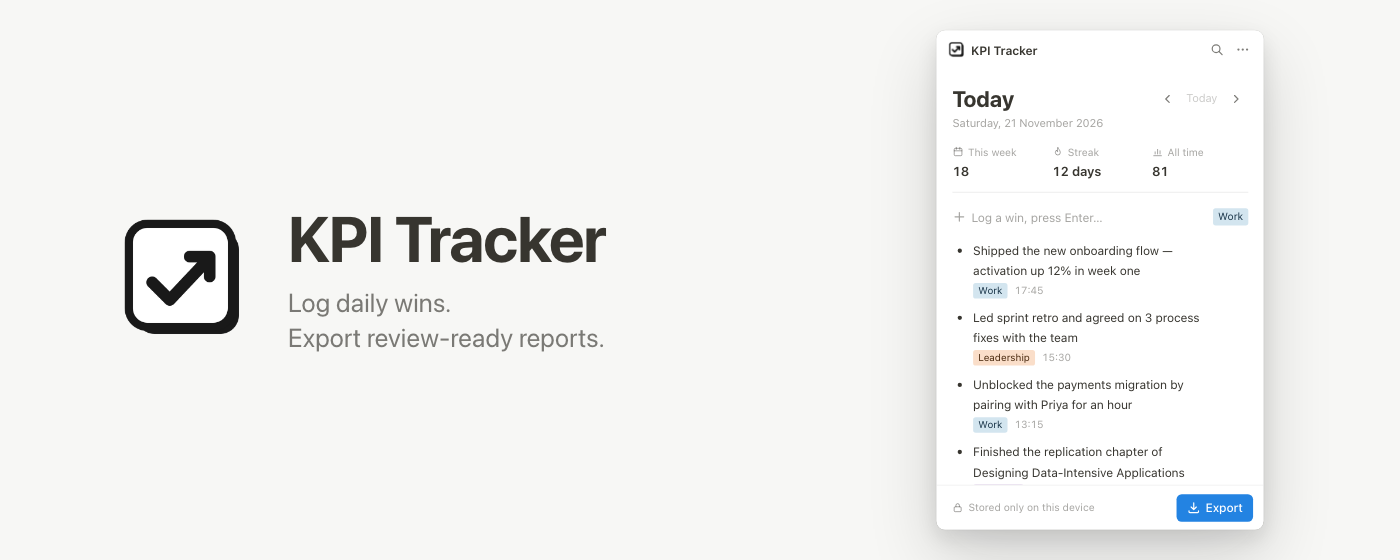 KPI Tracker
Log daily wins.
Export review-ready reports.
KPI Tracker
Today
Today
Saturday, 21 November 2026
This week
Streak
All time
18
12 days
81
Log a win, press Enter...
Work
Shipped the new onboarding flow —
activation up 12% in week one
Work 17:45
Led sprint retro and agreed on 3 process
fixes with the team
Leadership 15:30
Unblocked the payments migration by
pairing with Priya for an hour
Work 13:15
Finished the replication chapter of
Designing Data-Intensive Applications
Stored only on this device
Export